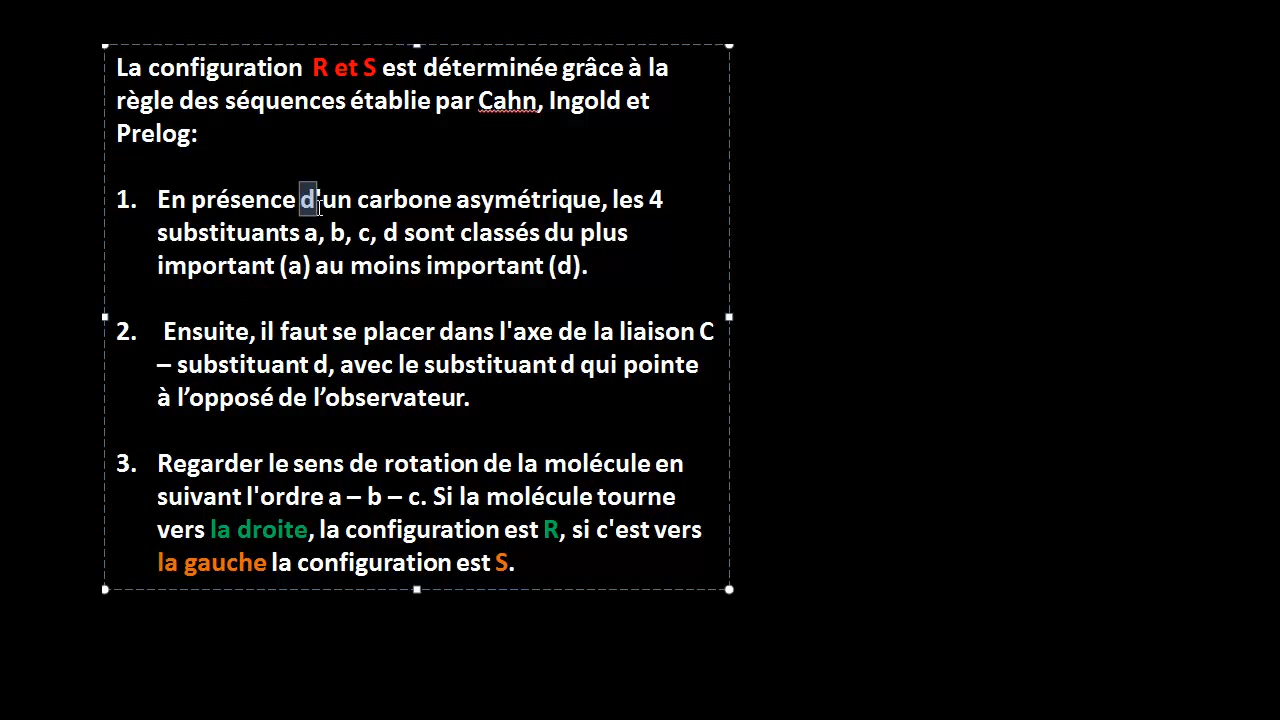 La configuration R et S est déterminée grâce à la
règle des séquences établie par Cahn, Ingold et
Prelog:
1. En présence d'un carbone asymétrique, les 4
substituants a, b, c, d sont classés du plus
important (a) au moins important (d).
2. Ensuite, il faut se placer dans l'axe de la liaison C
– substituant d, avec le substituant d qui pointe
à l’opposé de l’observateur.
3. Regarder le sens de rotation de la molécule en
suivant l'ordre a – b – c. Si la molécule tourne
vers la droite, la configuration est R, si c'est vers
la gauche la configuration est S.